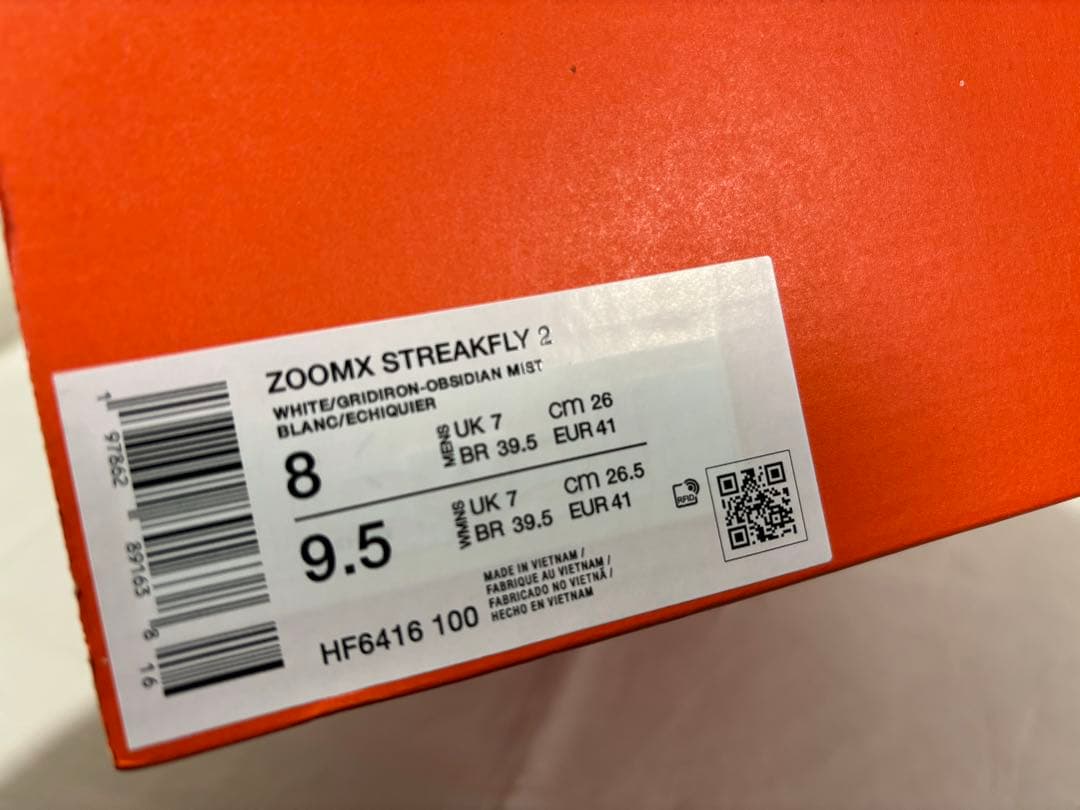 ZOOMX STREAKFLY 2
WHITE/GRIDIRON-OBSIDIAN MIST
BLANC/ECHIQUIER
8
MENS
UK 7 cm 26
BR 39.5 EUR 41
9.5
WMNS
UK 7 cm 26.5
BR 39.5 EUR 41
HF6416 100
MADE IN VIETNAM /
FABRIQUE AU VIETNAM /
FABRICADO NO VIETNÃ /
HECHO EN VIETNAM
RFID
1 97862 89163 8 16